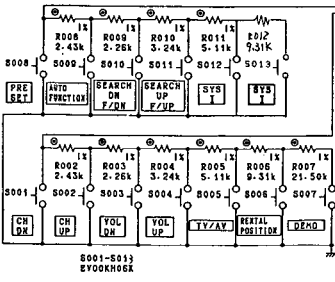 1% 1% 1% 1%
R008 R009 R010 R011 R012
2.43k 2.26k 3.24k 5.11k 9.31K
S008 S009 S010 S011 S012 S013
PRE SET
AUTO FUNCTION
SEARCH DN F/DN
SEARCH UP F/UP
SYS I
SYS I
1% 1% 1% 1% 1% 1%
R002 R003 R004 R005 R006 R007
2.43k 2.26k 3.24k 5.11k 9.31k 21.50k
S001 S002 S003 S004 S005 S006 S007
CH DN
CH UP
VOL DN
VOL UP
TV/AV
RENTAL POSITION
DEMO
S001-S013
EVQQKH06X